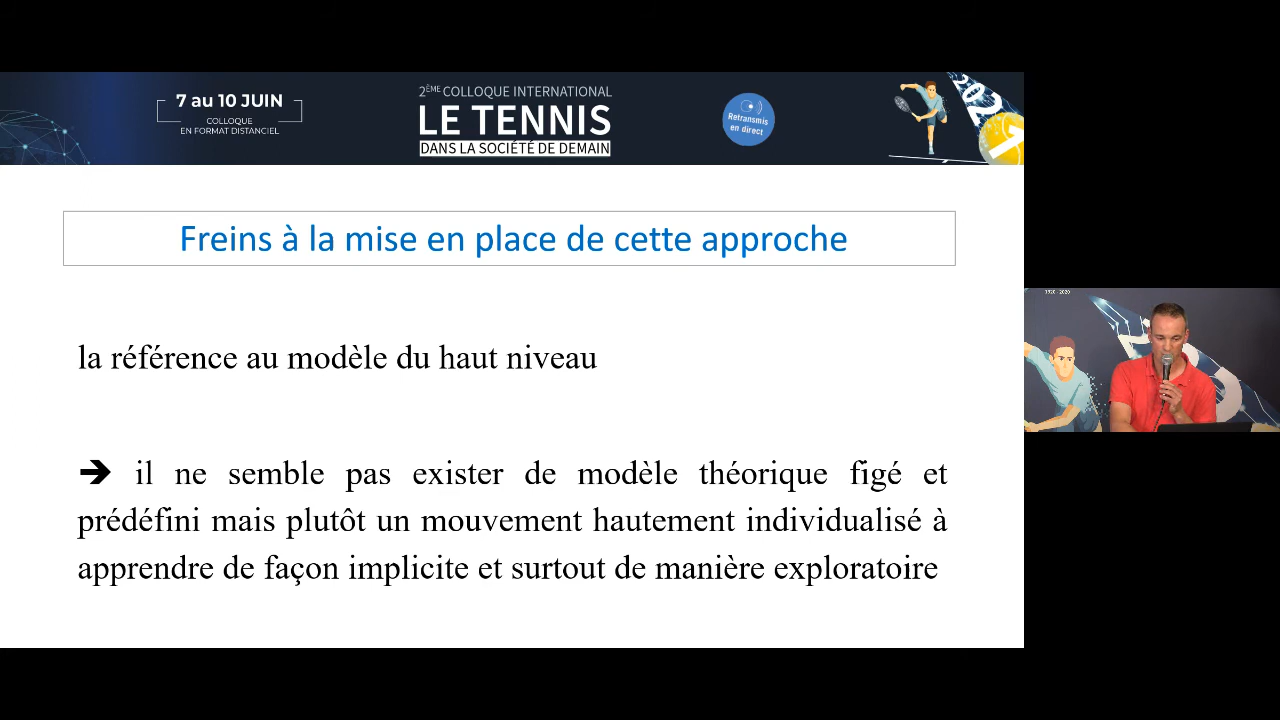 7 au 10 JUIN
COLLOQUE
EN FORMAT DISTANCIEL
2ÈME COLLOQUE INTERNATIONAL
LE TENNIS
DANS LA SOCIÉTÉ DE DEMAIN
Retransmis
en direct
2021
Freins à la mise en place de cette approche
la référence au modèle du haut niveau
➔ il ne semble pas exister de modèle théorique figé et
prédéfini mais plutôt un mouvement hautement individualisé à
apprendre de façon implicite et surtout de manière exploratoire
1920 - 2020